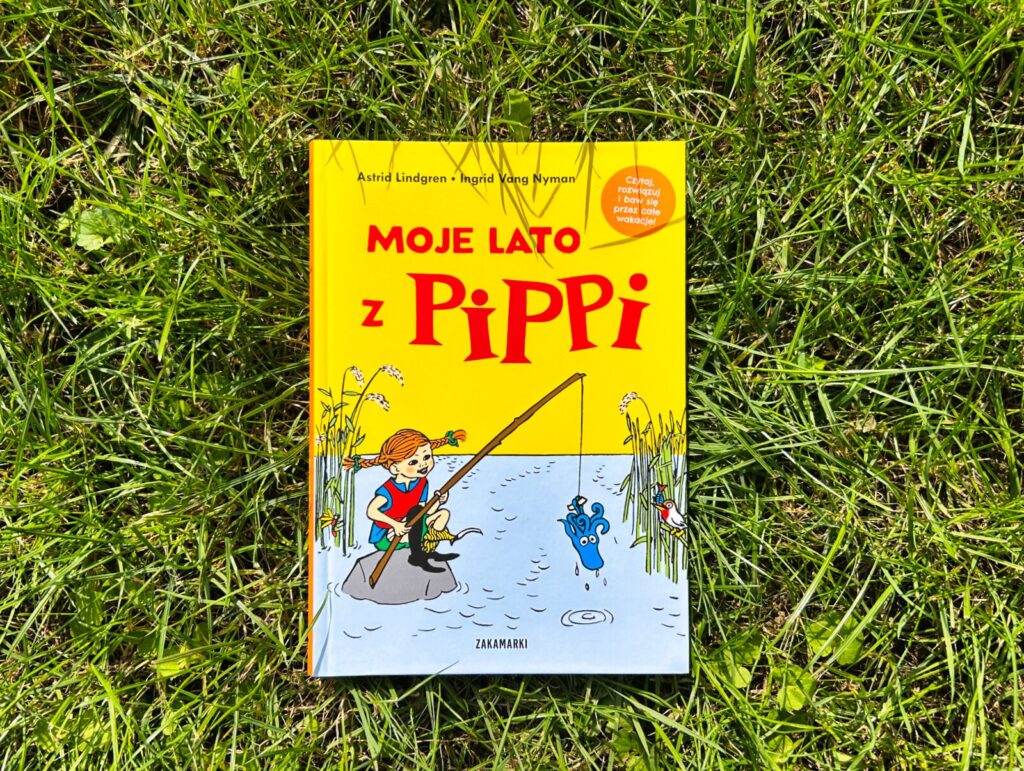 Astrid Lindgren • Ingrid Vang Nyman
Czytaj,
rozwiązuj
i baw się
przez całe
wakacje!
MOJE LATO
z PiPPi
ZAKAMARKI